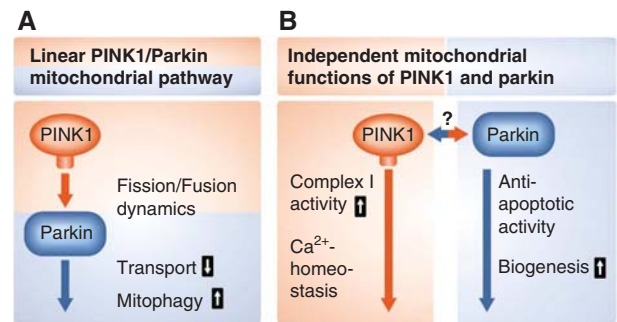 A
Linear PINK1/Parkin
mitochondrial pathway
PINK1
Fission/Fusion
dynamics
Parkin
Transport
Mitophagy
B
Independent mitochondrial
functions of PINK1 and parkin
?
PINK1
Parkin
Complex I
activity
Ca²⁺-
homeo-
stasis
Anti-
apoptotic
activity
Biogenesis